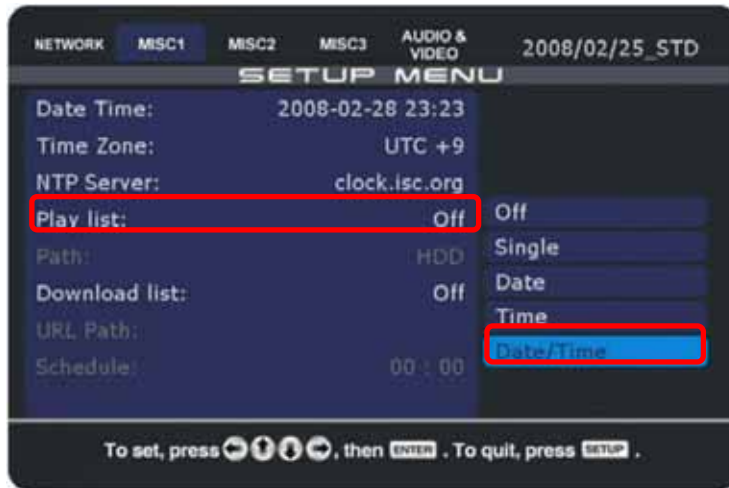 NETWORK MISC1 MISC2 MISC3 AUDIO & VIDEO 2008/02/25_STD
SETUP MENU
Date Time: 2008-02-28 23:23
Time Zone: UTC +9
NTP Server: clock.isc.org
Play list: Off
Path: HDD
Download list: Off
URL Path:
Schedule: 00 : 00
Off
Single
Date
Time
Date/Time
To set, press , then ENTER . To quit, press SETUP .